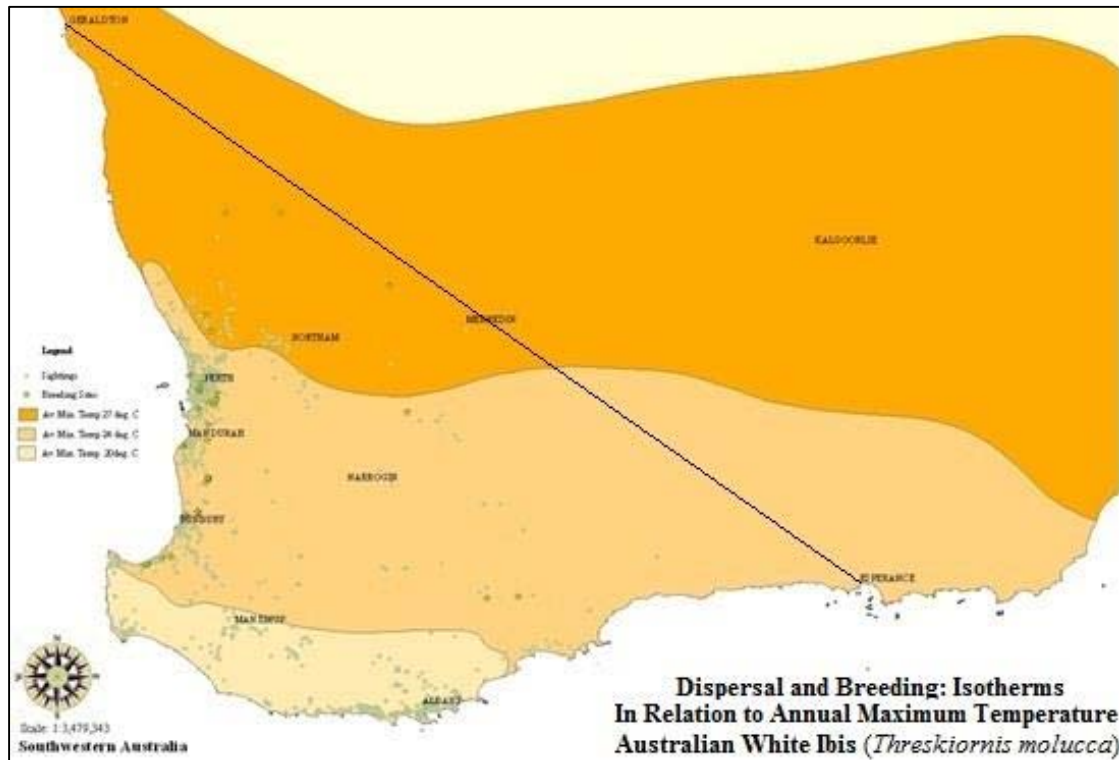 GERALDTON
KALGOORLIE
MERREDIN
NORTHAM
Legend
Sightings
Breeding Sites
Av Min. Temp 27 deg. C
Av Min. Temp 24 deg. C
Av Min. Temp 20 deg. C
PERTH
MANDURAH
NARROGIN
BUNBURY
ESPERANCE
MANJIMUP
ALBANY
N
Scale: 1:3,479,343
Southwestern Australia
Dispersal and Breeding: Isotherms
In Relation to Annual Maximum Temperature
Australian White Ibis (Threskiornis molucca)